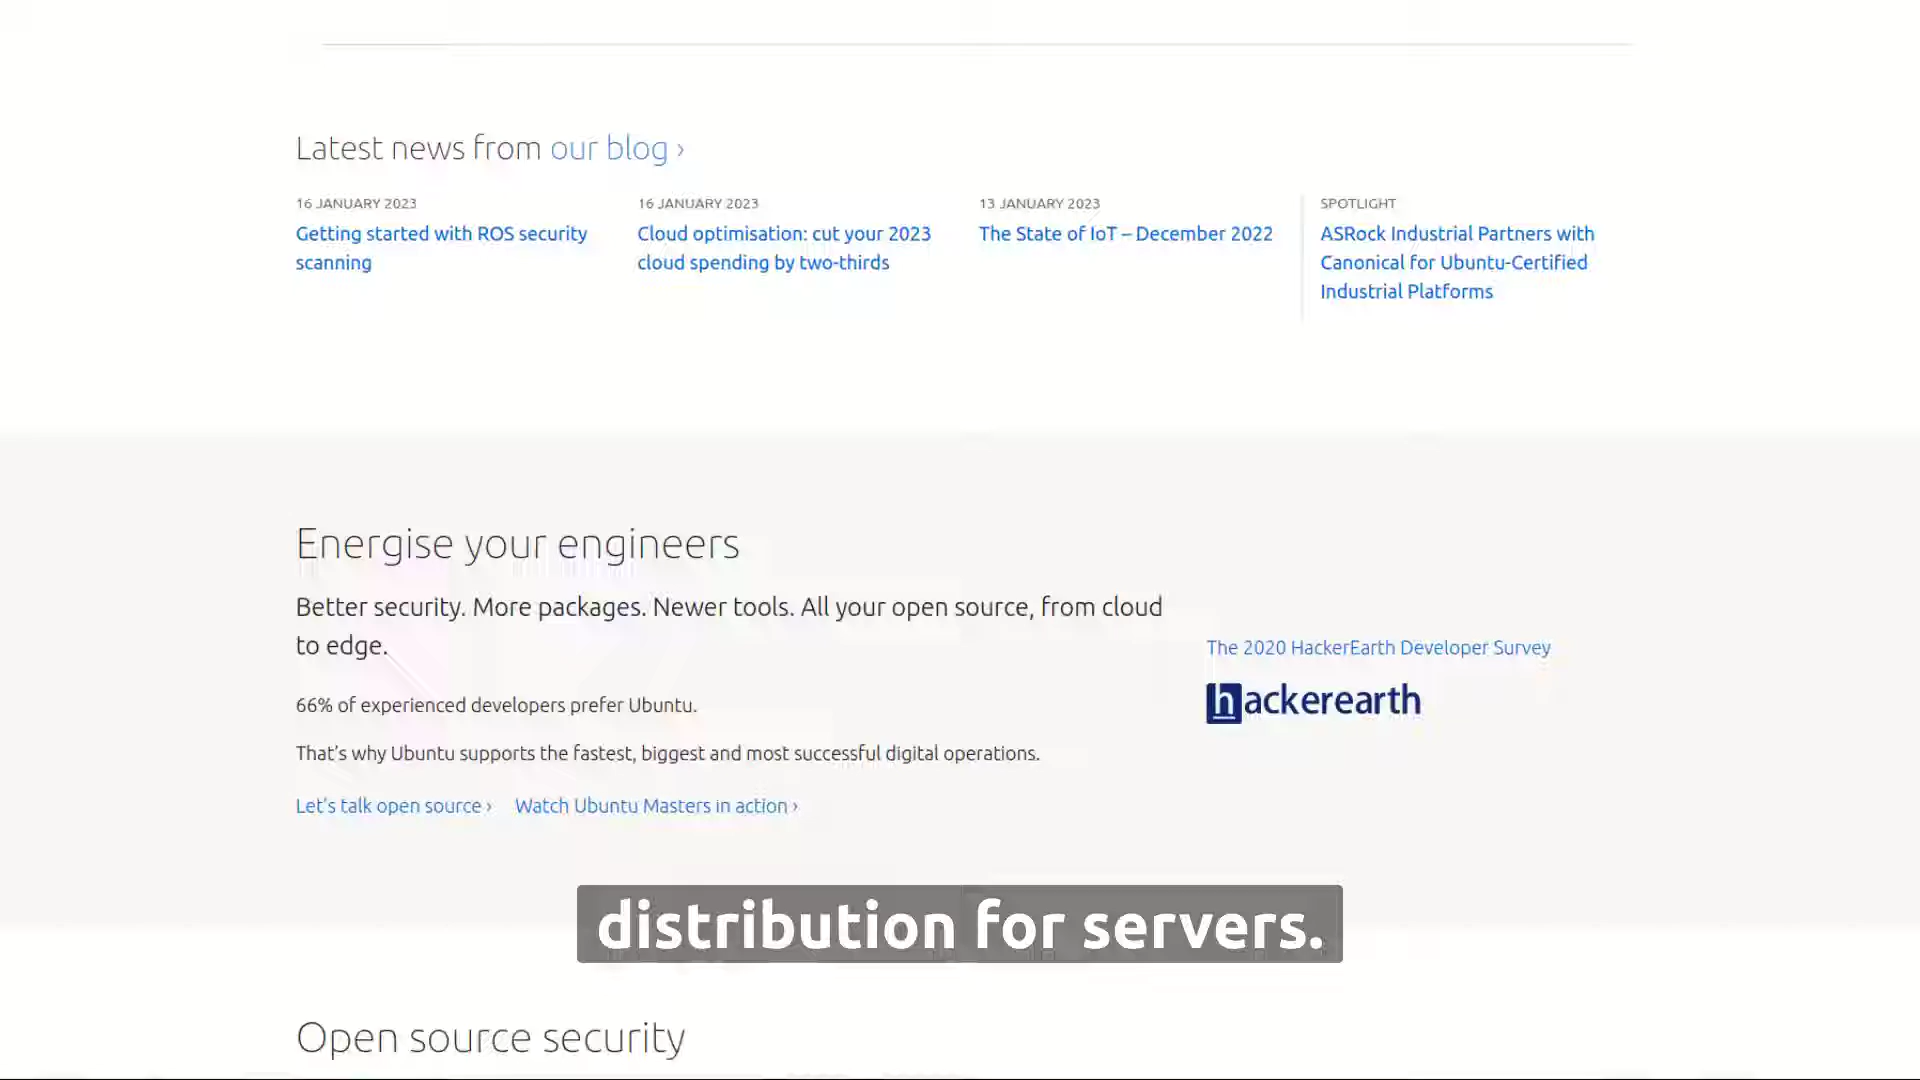 Latest news from our blog ›
16 JANUARY 2023
Getting started with ROS security
scanning
16 JANUARY 2023
Cloud optimisation: cut your 2023
cloud spending by two-thirds
13 JANUARY 2023
The State of IoT – December 2022
SPOTLIGHT
ASRock Industrial Partners with
Canonical for Ubuntu-Certified
Industrial Platforms
Energise your engineers
Better security. More packages. Newer tools. All your open source, from cloud
to edge.
66% of experienced developers prefer Ubuntu.
That’s why Ubuntu supports the fastest, biggest and most successful digital operations.
Let’s talk open source ›
Watch Ubuntu Masters in action ›
The 2020 HackerEarth Developer Survey
hackerearth
distribution for servers.
Open source security